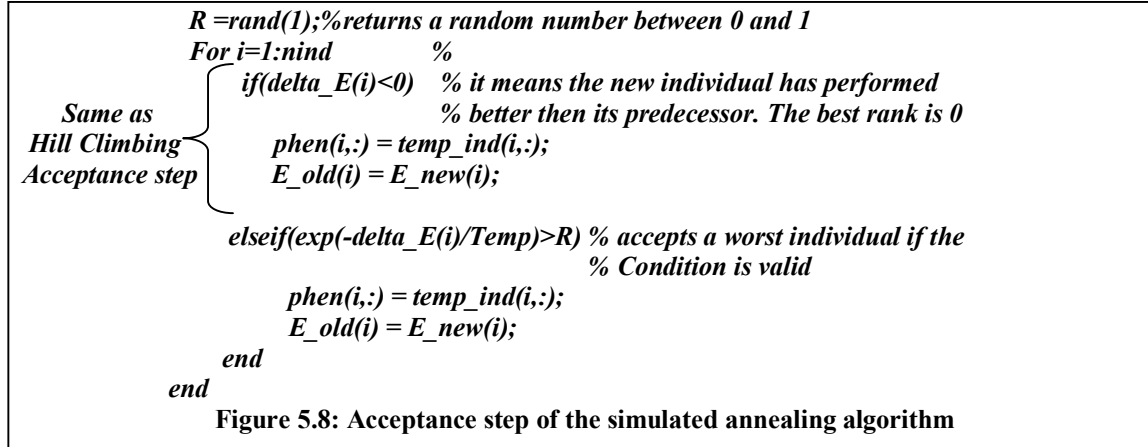 R =rand(1);%returns a random number between 0 and 1
For i=1:nind %
if(delta_E(i)<0) % it means the new individual has performed
% better then its predecessor. The best rank is 0
phen(i,:) = temp_ind(i,:);
E_old(i) = E_new(i);
Same as
Hill Climbing
Acceptance step
elseif(exp(-delta_E(i)/Temp)>R) % accepts a worst individual if the
% Condition is valid
phen(i,:) = temp_ind(i,:);
E_old(i) = E_new(i);
end
end
Figure 5.8: Acceptance step of the simulated annealing algorithm